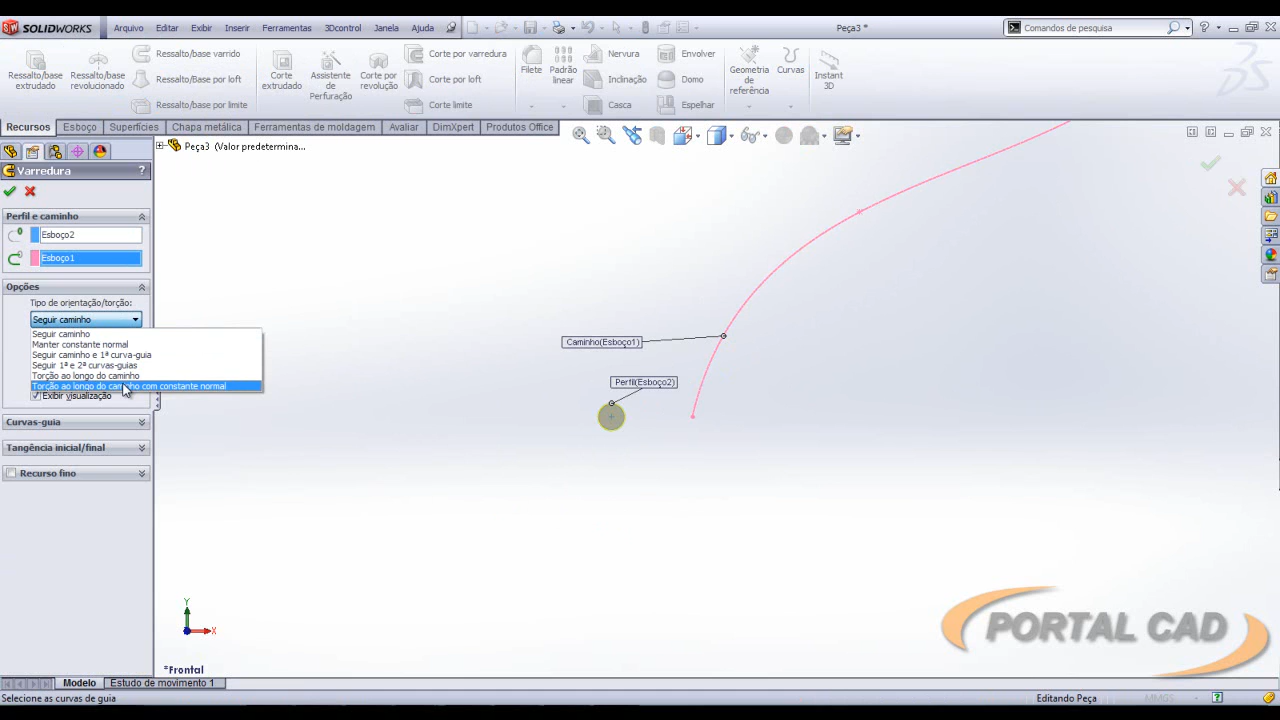 SOLIDWORKS
Arquivo Editar Exibir Inserir Ferramentas 3Dcontrol Janela Ajuda
Peça3 *
Comandos de pesquisa
Ressalto/base extrudado
Ressalto/base revolucionado
Ressalto/base varrido
Ressalto/base por loft
Ressalto/base por limite
Corte extrudado
Assistente de Perfuração
Corte por revolução
Corte por varredura
Corte por loft
Corte limite
Filete
Padrão linear
Nervura
Inclinação
Casca
Envolver
Domo
Espelhar
Geometria de referência
Curvas
Instant 3D
Recursos Esboço Superfícies Chapa metálica Ferramentas de moldagem Avaliar DimXpert Produtos Office
Peça3 (Valor predetermina...
Varredura ?
Perfil e caminho
Esboço2
Esboço1
Opções
Tipo de orientação/torção:
Seguir caminho
Seguir caminho
Manter constante normal
Seguir caminho e 1ª curva-guia
Seguir 1ª e 2ª curvas-guias
Torção ao longo do caminho
Torção ao longo do caminho com constante normal
Exibir visualização
Curvas-guia
Tangência inicial/final
Recurso fino
Caminho(Esboço1)
Perfil(Esboço2)
Y
X
*Frontal
PORTAL CAD
Modelo Estudo de movimento 1
Selecione as curvas de guia
Editando Peça
MMGS